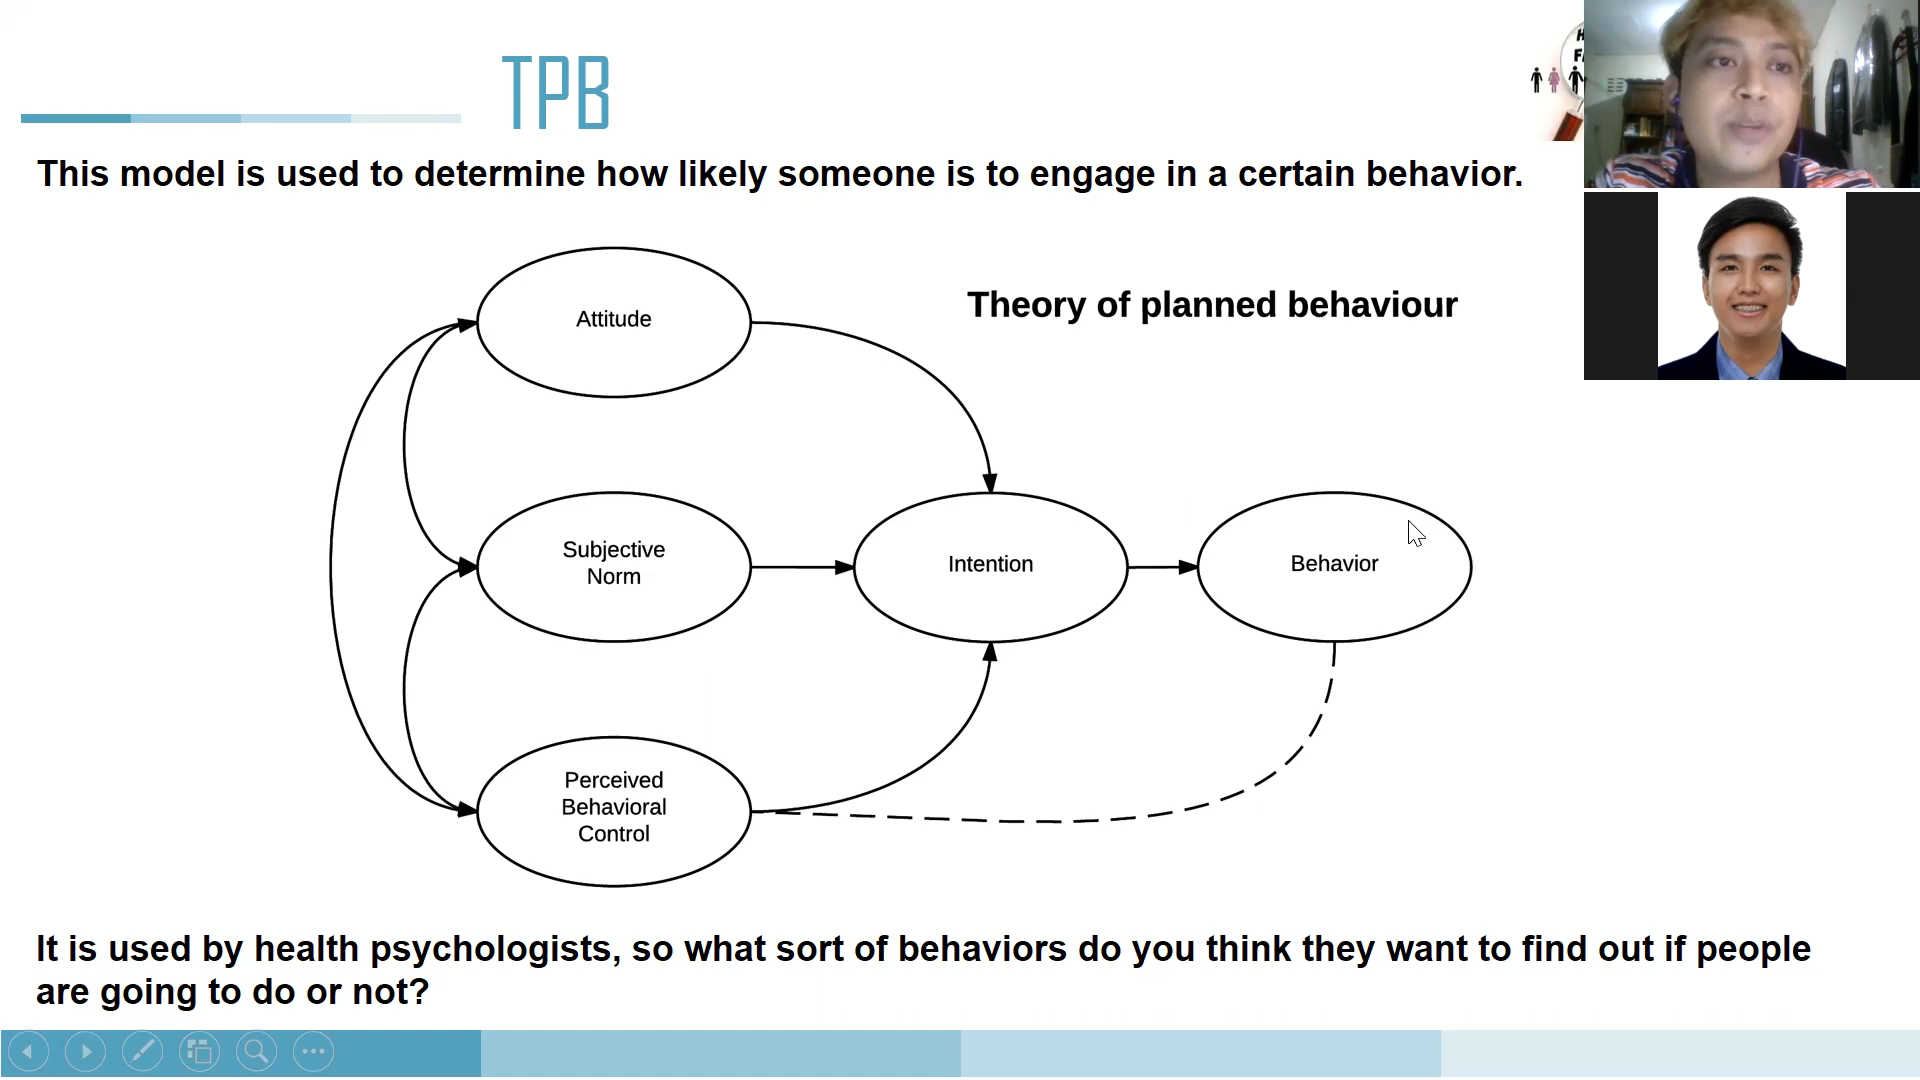 TPB
This model is used to determine how likely someone is to engage in a certain behavior.
Theory of planned behaviour
Attitude
Subjective
Norm
Intention
Behavior
Perceived
Behavioral
Control
It is used by health psychologists, so what sort of behaviors do you think they want to find out if people
are going to do or not?